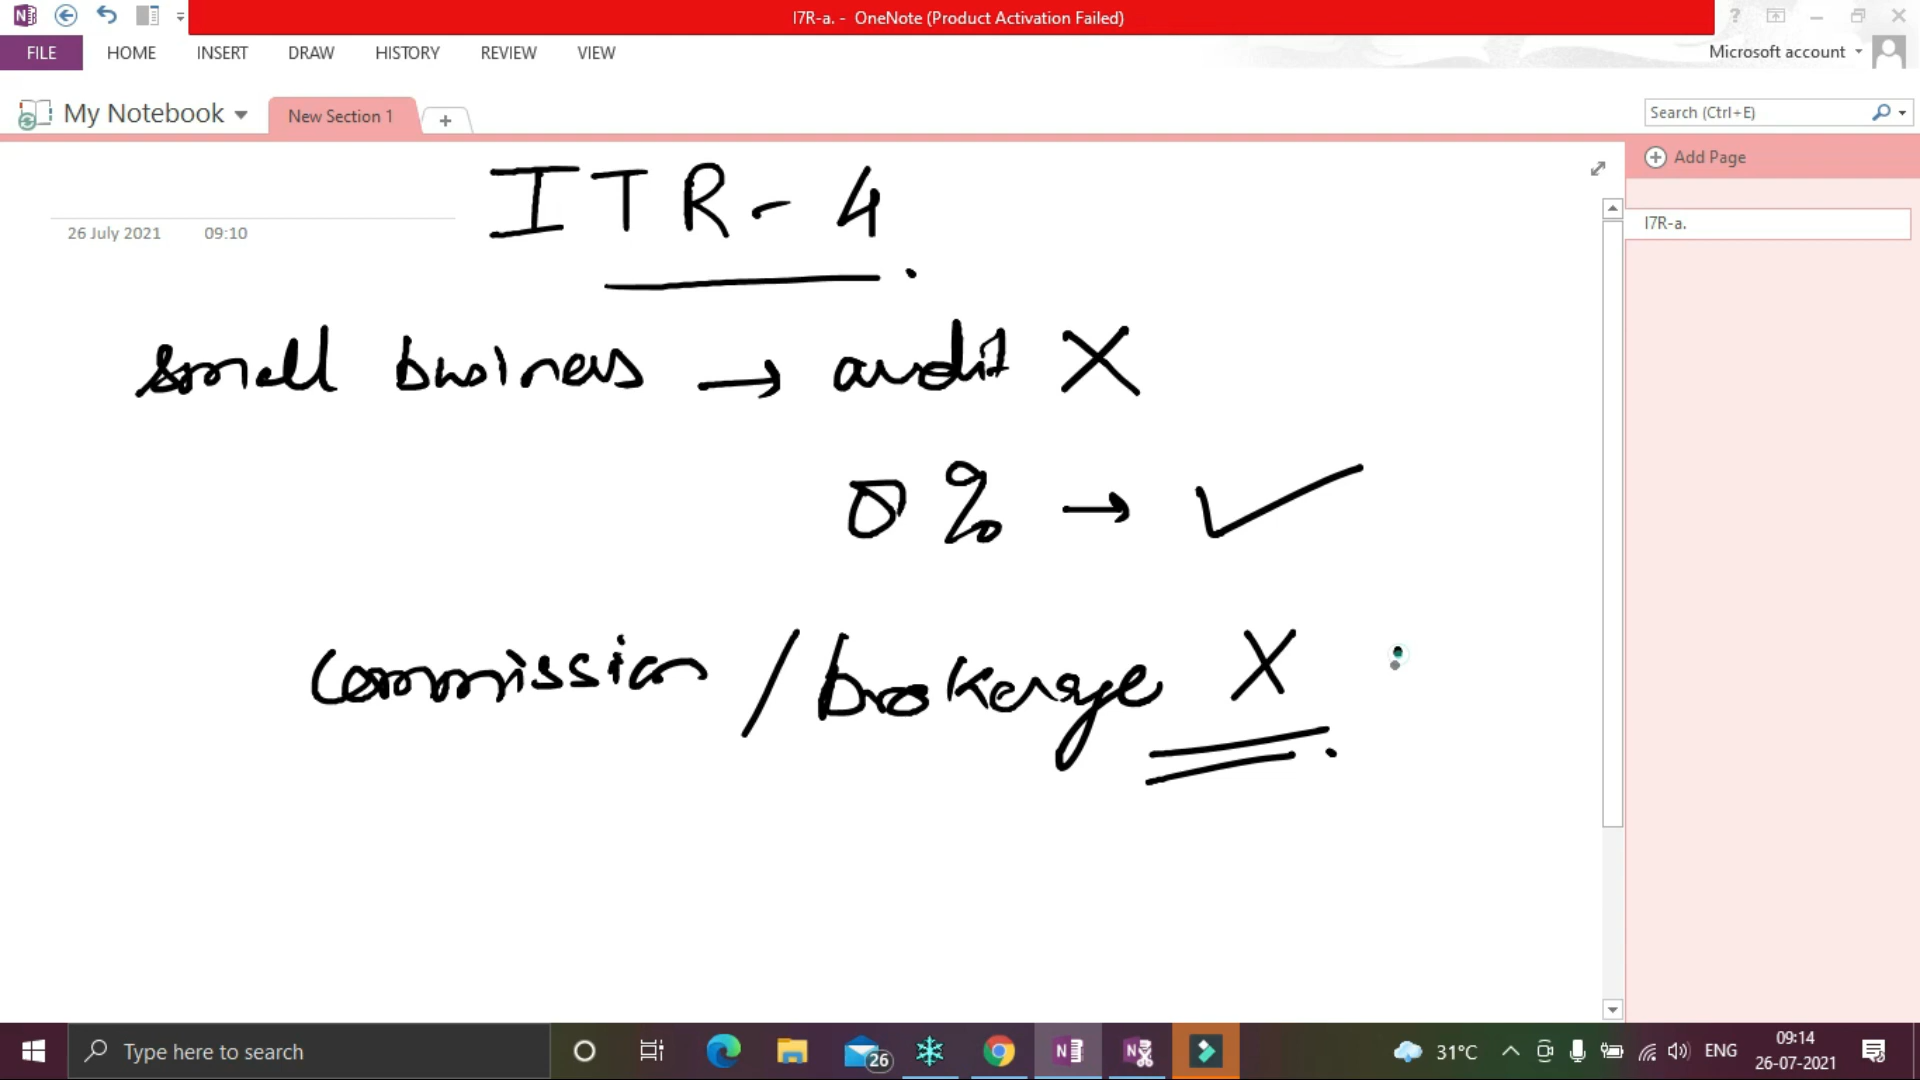 I7R-a. - OneNote (Product Activation Failed)
FILE HOME INSERT DRAW HISTORY REVIEW VIEW
Microsoft account
My Notebook
New Section 1
Search (Ctrl+E)
Add Page
I7R-a.
26 July 2021 09:10
ITR-4
small business → audit X
0% → ✓
commission / brokerage X
Type here to search
26
31°C
ENG
09:14
26-07-2021